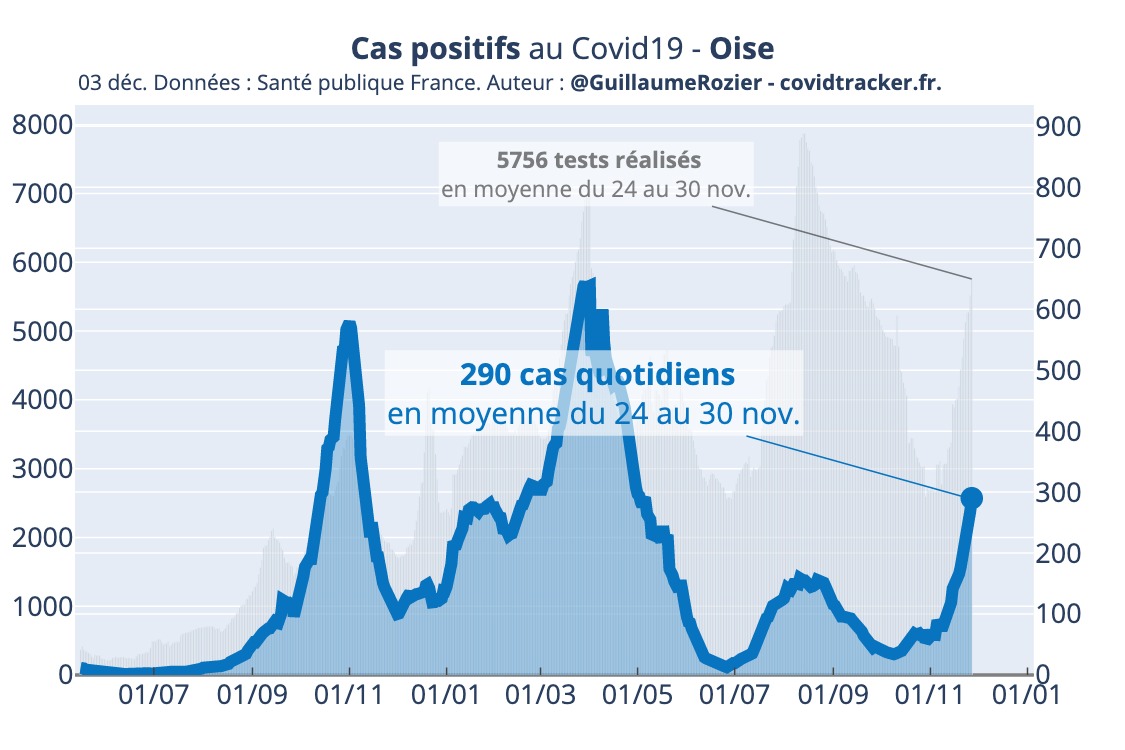 Cas positifs au Covid19 - Oise
03 déc. Données : Santé publique France. Auteur : @GuillaumeRozier - covidtracker.fr.
8000
7000
6000
5000
4000
3000
2000
1000
0
900
800
700
600
500
400
300
200
100
0
5756 tests réalisés
en moyenne du 24 au 30 nov.
290 cas quotidiens
en moyenne du 24 au 30 nov.
01/07 01/09 01/11 01/01 01/03 01/05 01/07 01/09 01/11 01/01